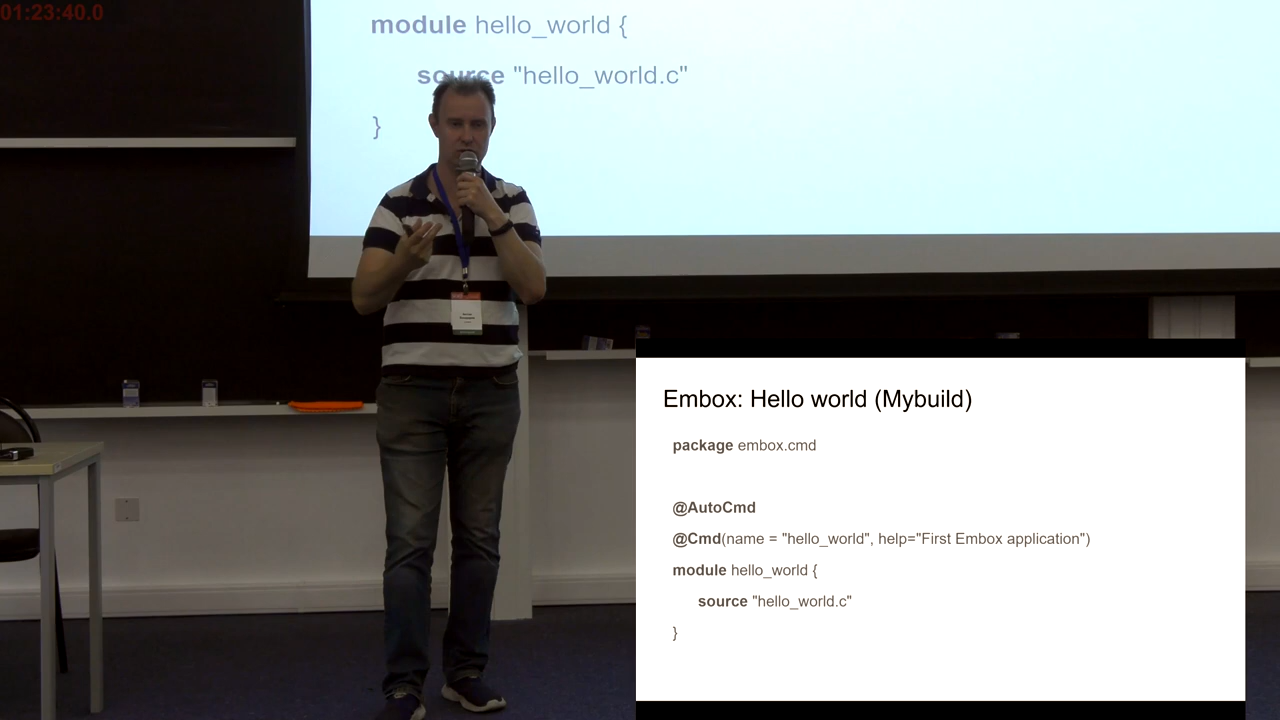 01:23:40.0
module hello_world {
source "hello_world.c"
}
Embox: Hello world (Mybuild)
package embox.cmd
@AutoCmd
@Cmd(name = "hello_world", help="First Embox application")
module hello_world {
source "hello_world.c"
}